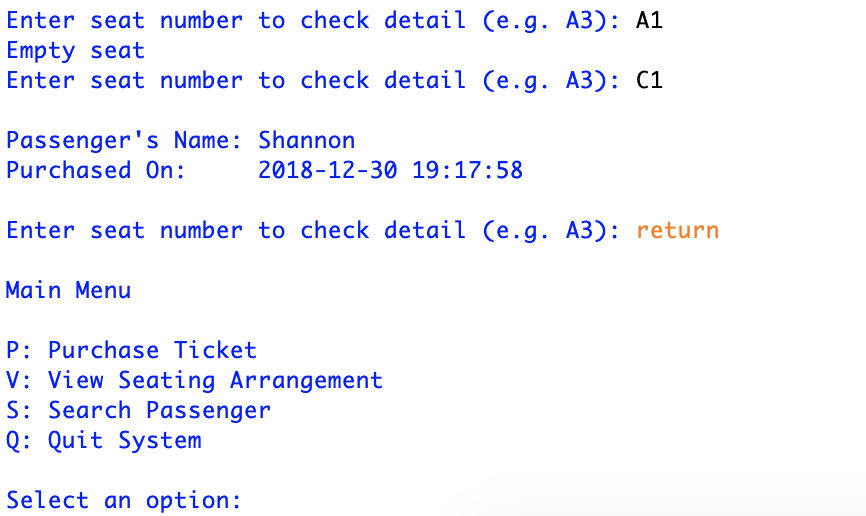 Enter seat number to check detail (e.g. A3): A1
Empty seat
Enter seat number to check detail (e.g. A3): C1
Passenger's Name: Shannon
Purchased On: 2018-12-30 19:17:58
Enter seat number to check detail (e.g. A3): return
Main Menu
P: Purchase Ticket
V: View Seating Arrangement
S: Search Passenger
Q: Quit System
Select an option: